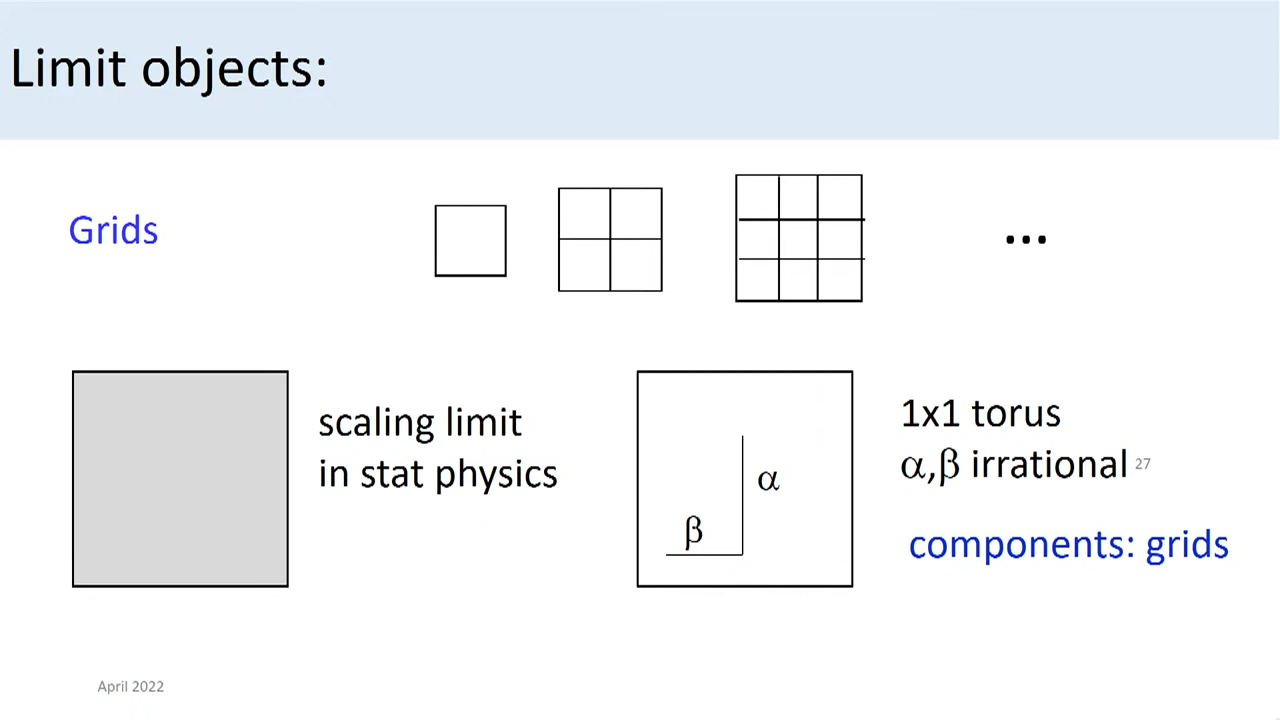 Limit objects:
Grids
...
scaling limit
in stat physics
α
β
1x1 torus
α,β irrational
27
components: grids
April 2022